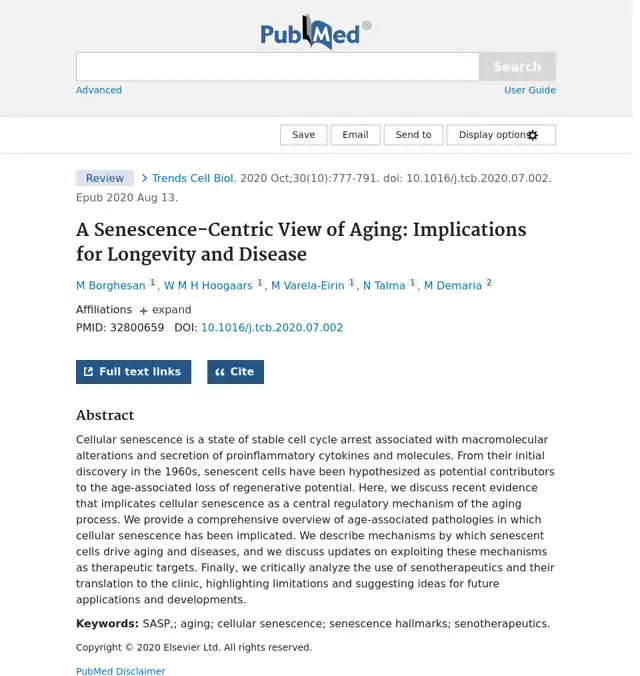 PubMed®
Search
Advanced
User Guide
Save
Email
Send to
Display options
Review
Trends Cell Biol. 2020 Oct;30(10):777-791. doi: 10.1016/j.tcb.2020.07.002.
Epub 2020 Aug 13.
A Senescence-Centric View of Aging: Implications
for Longevity and Disease
M Borghesan 1, W M H Hoogaars 1, M Varela-Eirin 1, N Talma 1, M Demaria 2
Affiliations + expand
PMID: 32800659 DOI: 10.1016/j.tcb.2020.07.002
Full text links
Cite
Abstract
Cellular senescence is a state of stable cell cycle arrest associated with macromolecular
alterations and secretion of proinflammatory cytokines and molecules. From their initial
discovery in the 1960s, senescent cells have been hypothesized as potential contributors
to the age-associated loss of regenerative potential. Here, we discuss recent evidence
that implicates cellular senescence as a central regulatory mechanism of the aging
process. We provide a comprehensive overview of age-associated pathologies in which
cellular senescence has been implicated. We describe mechanisms by which senescent
cells drive aging and diseases, and we discuss updates on exploiting these mechanisms
as therapeutic targets. Finally, we critically analyze the use of senotherapeutics and their
translation to the clinic, highlighting limitations and suggesting ideas for future
applications and developments.
Keywords: SASP,; aging; cellular senescence; senescence hallmarks; senotherapeutics.
Copyright © 2020 Elsevier Ltd. All rights reserved.
PubMed Disclaimer